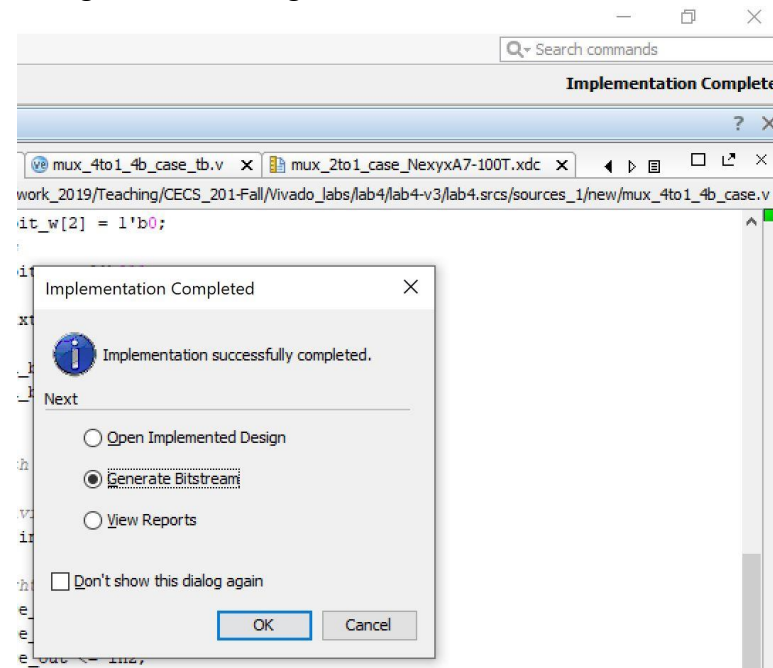 Search commands
Implementation Complete
? ×
mux_4to1_4b_case_tb.v × mux_2to1_case_NexyxA7-100T.xdc ×
work_2019/Teaching/CECS_201-Fall/Vivado_labs/lab4/lab4-v3/lab4.srcs/sources_1/new/mux_4to1_4b_case.v
it_w[2] = 1'b0;
Implementation Completed
Implementation successfully completed.
Next
Open Implemented Design
Generate Bitstream
View Reports
Don't show this dialog again
OK Cancel